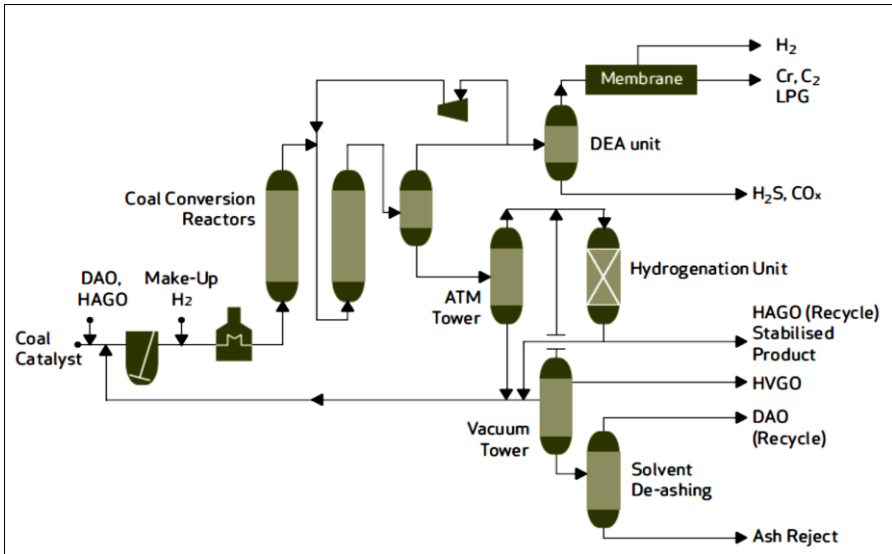 H₂
Membrane
Cr, C₂
LPG
DEA unit
Coal Conversion
Reactors
H₂S, COₓ
Hydrogenation Unit
DAO,
HAGO
Make-Up
H₂
ATM
Tower
HAGO (Recycle)
Stabilised
Product
Coal
Catalyst
HVGO
DAO
(Recycle)
Vacuum
Tower
Solvent
De-ashing
Ash Reject